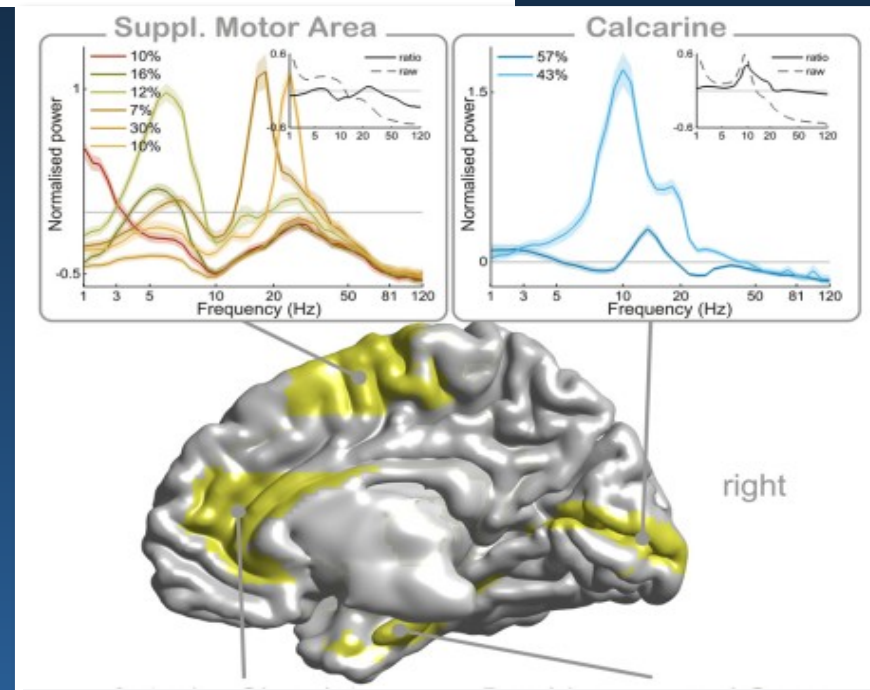 Suppl. Motor Area
Normalised power
1
-0.5
10%
16%
12%
7%
30%
10%
0.6
-0.6
ratio
raw
1 5 10 20 50 120
1 3 5 10 20 50 81 120
Frequency (Hz)
Calcarine
Normalised power
1.5
0
57%
43%
0.6
-0.6
ratio
raw
1 5 10 20 50 120
1 3 5 10 20 50 81 120
Frequency (Hz)
right